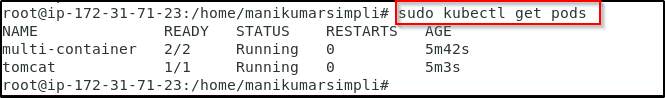 root@ip-172-31-71-23:/home/manikumarsimpli# sudo kubectl get pods
NAME READY STATUS RESTARTS AGE
multi-container 2/2 Running 0 5m42s
tomcat 1/1 Running 0 5m3s
root@ip-172-31-71-23:/home/manikumarsimpli#